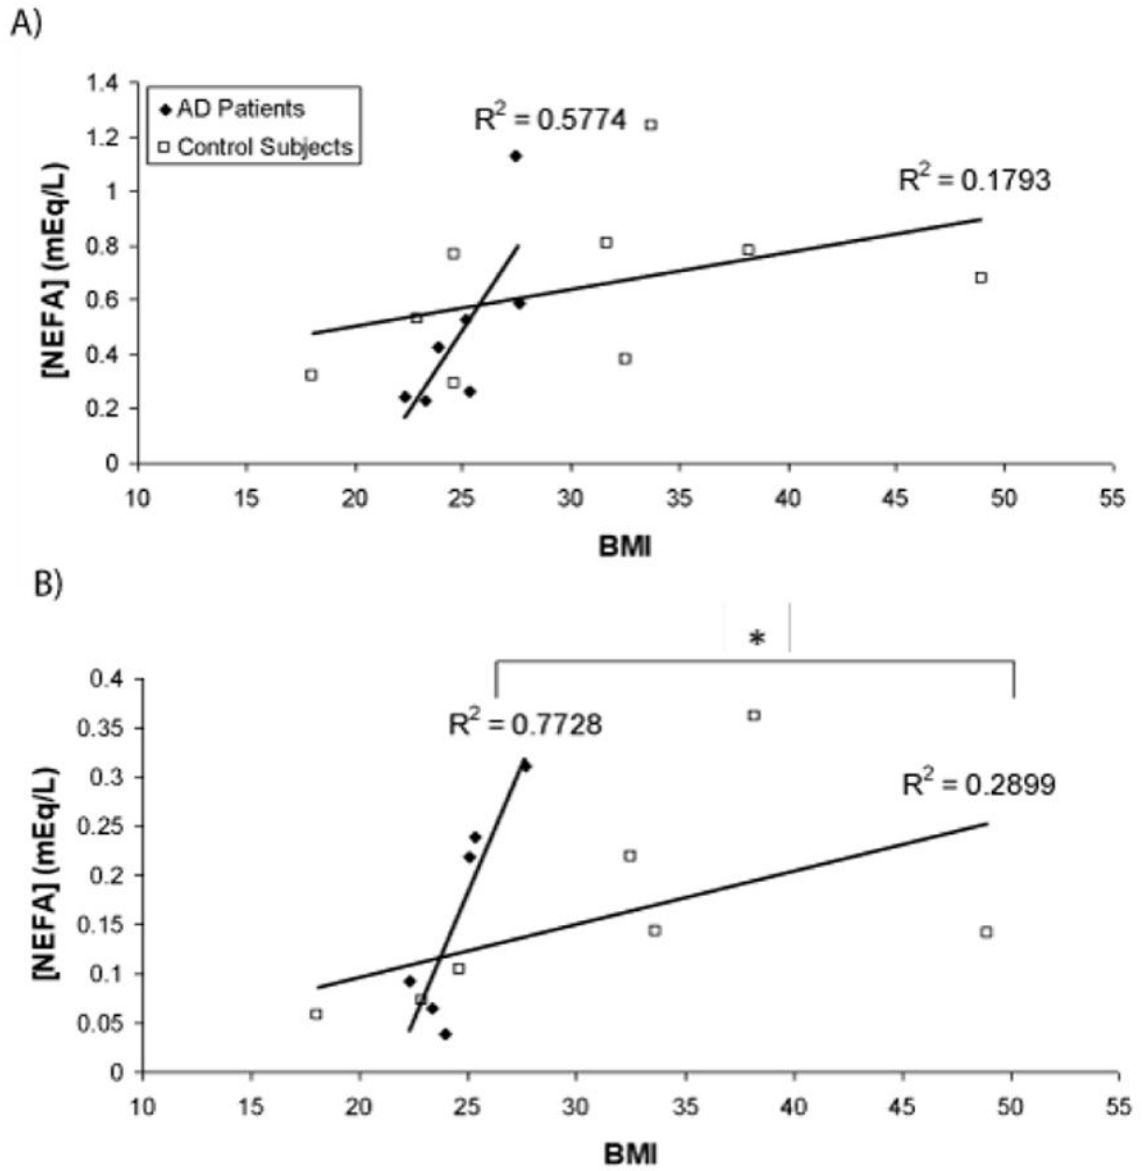 A)
[NEFA] (mEq/L)
1.4
1.2
1
0.8
0.6
0.4
0.2
0
AD Patients
Control Subjects
R² = 0.5774
R² = 0.1793
10 15 20 25 30 35 40 45 50 55
BMI
B)
*
[NEFA] (mEq/L)
0.4
0.35
0.3
0.25
0.2
0.15
0.1
0.05
0
R² = 0.7728
R² = 0.2899
10 15 20 25 30 35 40 45 50 55
BMI